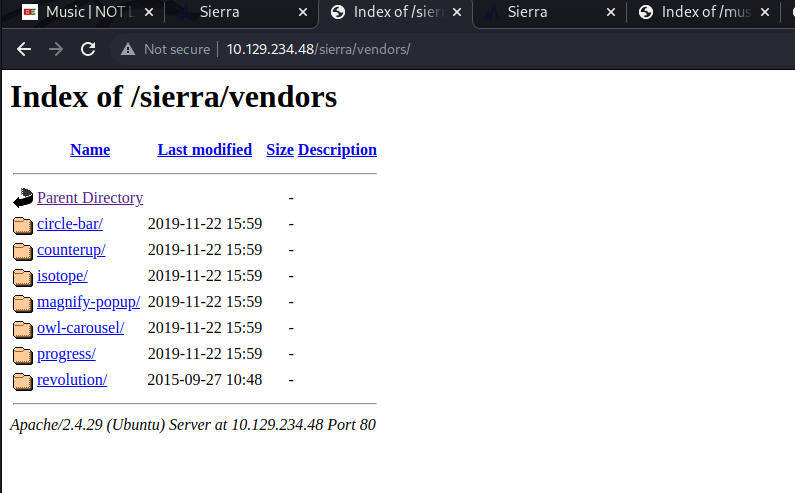 Music | NOT L
Sierra
Index of /sierr
Sierra
Index of /mus
Not secure
10.129.234.48/sierra/vendors/
Index of /sierra/vendors
Name Last modified Size Description
Parent Directory -
circle-bar/ 2019-11-22 15:59 -
counterup/ 2019-11-22 15:59 -
isotope/ 2019-11-22 15:59 -
magnify-popup/ 2019-11-22 15:59 -
owl-carousel/ 2019-11-22 15:59 -
progress/ 2019-11-22 15:59 -
revolution/ 2015-09-27 10:48 -
Apache/2.4.29 (Ubuntu) Server at 10.129.234.48 Port 80